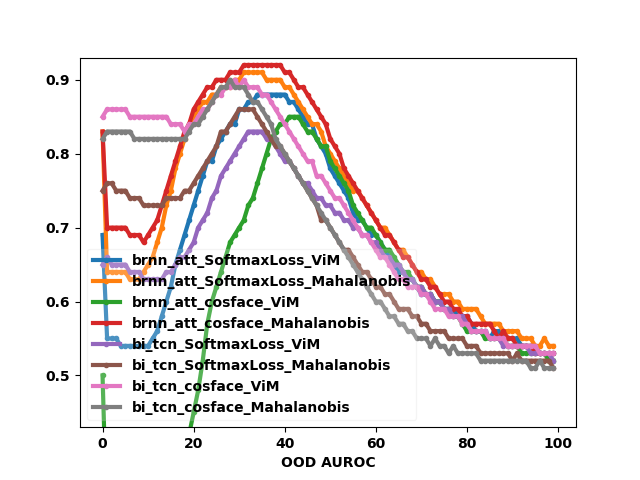 0.9
0.8
0.7
0.6
0.5
brnn_att_SoftmaxLoss_ViM
brnn_att_SoftmaxLoss_Mahalanobis
brnn_att_cosface_ViM
brnn_att_cosface_Mahalanobis
bi_tcn_SoftmaxLoss_ViM
bi_tcn_SoftmaxLoss_Mahalanobis
bi_tcn_cosface_ViM
bi_tcn_cosface_Mahalanobis
0 20 40 60 80 100
OOD AUROC